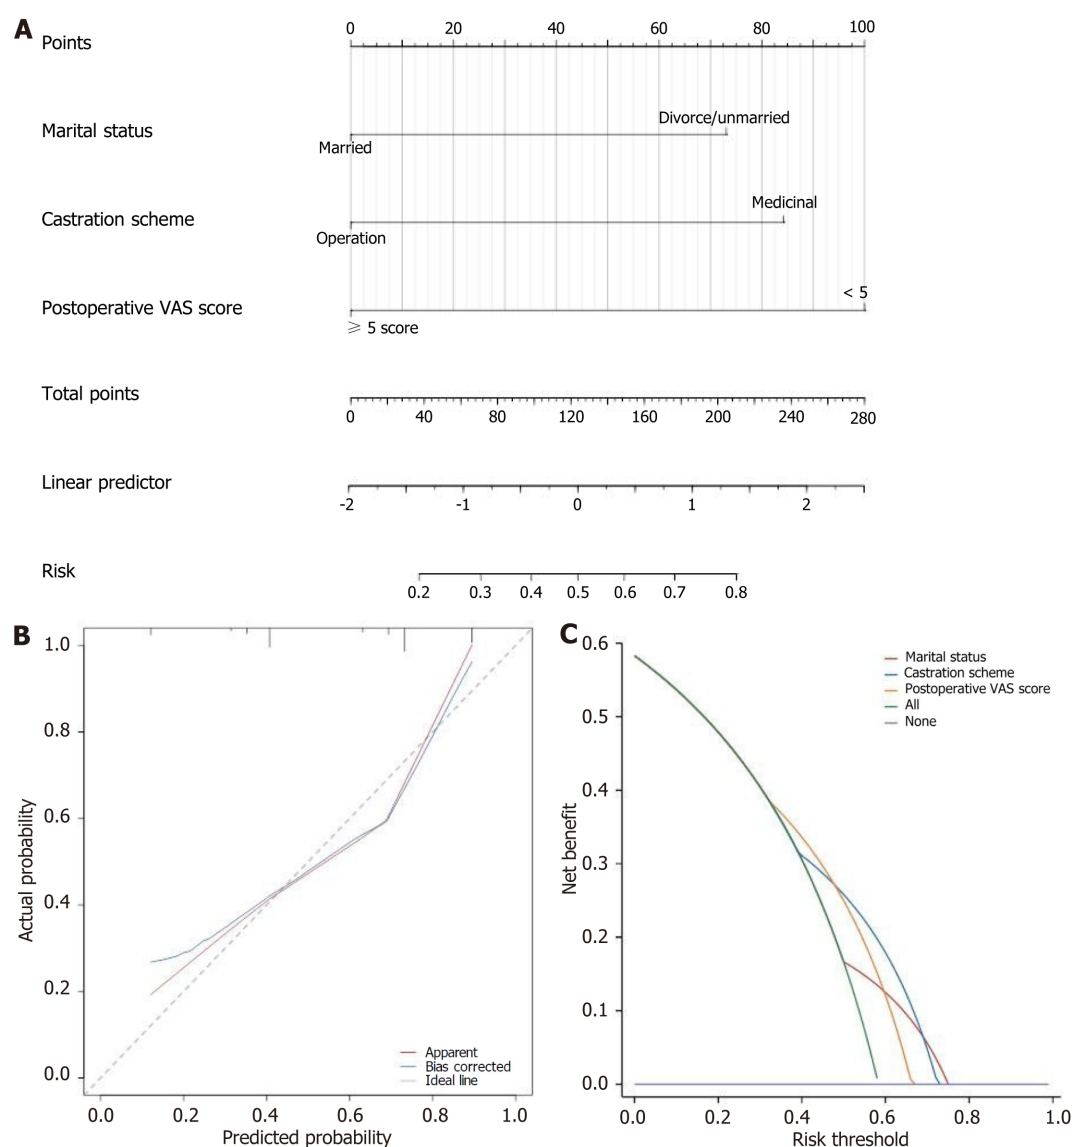 A
Points
0 20 40 60 80 100
Marital status
Divorce/unmarried
Married
Castration scheme
Medicinal
Operation
Postoperative VAS score
< 5
⩾ 5 score
Total points
0 40 80 120 160 200 240 280
Linear predictor
-2 -1 0 1 2
Risk
0.2 0.3 0.4 0.5 0.6 0.7 0.8
B
Actual probability
1.0
0.8
0.6
0.4
0.2
0.0
Apparent
Bias corrected
Ideal line
0.0 0.2 0.4 0.6 0.8 1.0
Predicted probability
C
Net benefit
0.6
0.5
0.4
0.3
0.2
0.1
0.0
Marital status
Castration scheme
Postoperative VAS score
All
None
0.0 0.2 0.4 0.6 0.8 1.0
Risk threshold